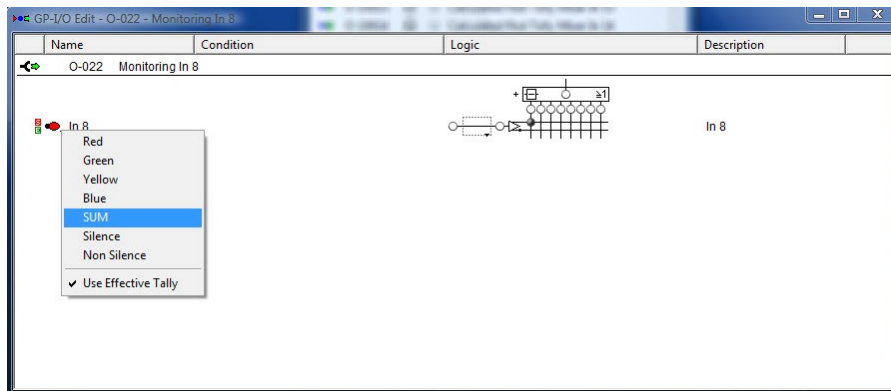 GP-I/O Edit - O-022 - Monitoring In 8
Name Condition Logic Description
O-022 Monitoring In 8
+ ≥1
In 8 In 8
Red
Green
Yellow
Blue
SUM
Silence
Non Silence
✓ Use Effective Tally